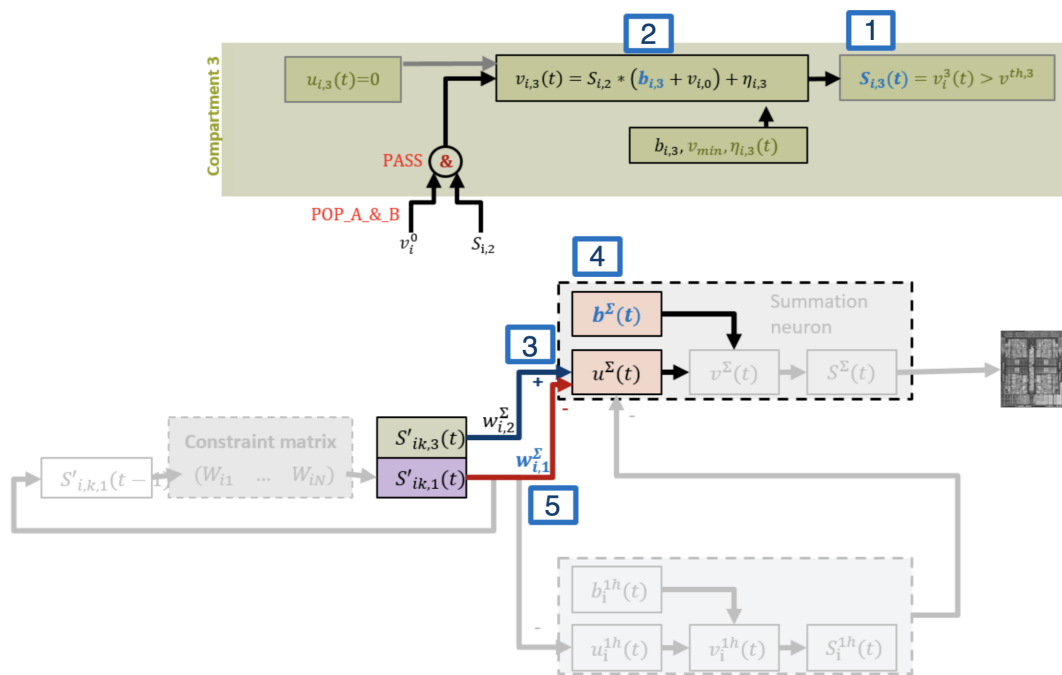 1
2
Compartment 3
u_{i,3}(t)=0
v_{i,3}(t) = S_{i,2} * (b_{i,3} + v_{i,0}) + η_{i,3}
S_{i,3}(t) = v_i^3(t) > v^{th,3}
b_{i,3}, v_{min}, η_{i,3}(t)
PASS
&
POP_A_&_B
v_i^0
S_{i,2}
4
Summation
neuron
b^Σ(t)
3
u^Σ(t)
v^Σ(t)
S^Σ(t)
+
-
-
w_{i,2}^Σ
Constraint matrix
S'_{ik,3}(t)
S'_{i,k,1}(t − 1)
(W_{i1} … W_{iN})
S'_{ik,1}(t)
w_{i,1}^Σ
5
b_i^{1h}(t)
-
u_i^{1h}(t)
v_i^{1h}(t)
S_i^{1h}(t)